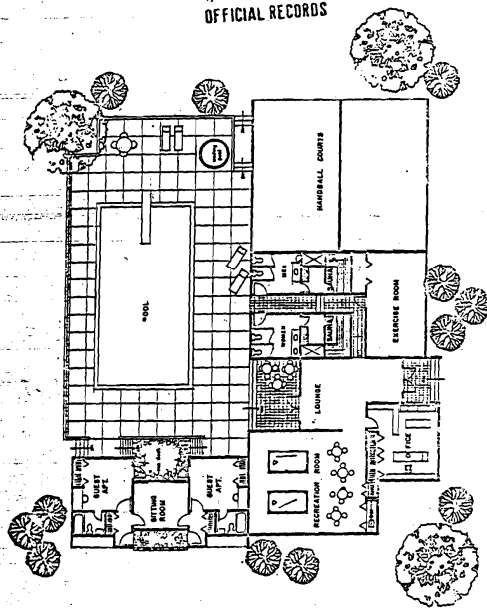 OFFICIAL RECORDS
HANDBALL COURTS
POOL
MEN
SAUNA
WOMEN
SAUNA
EXERCISE ROOM
LOUNGE
OFFICE
RECREATION ROOM
GUEST
APT.
SITTING
ROOM
GUEST
APT.